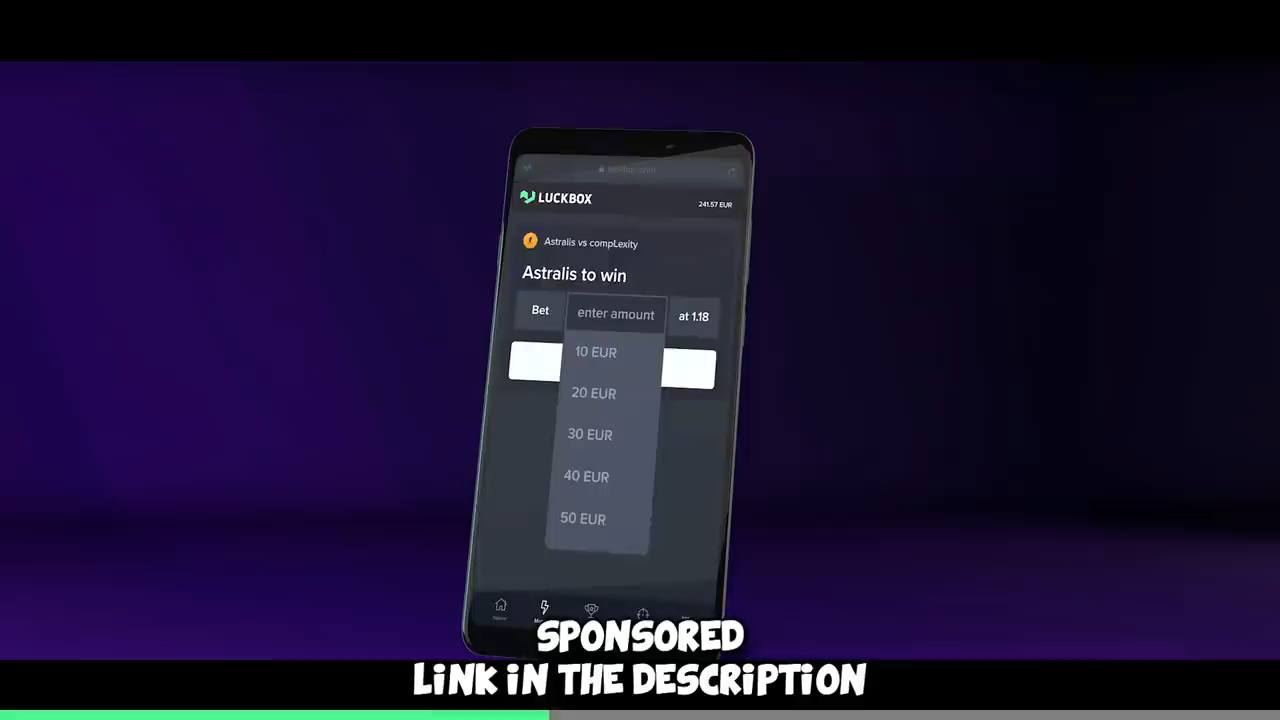 LUCKBOX
241.57 EUR
Astralis vs compLexity
Astralis to win
Bet
enter amount
at 1.18
10 EUR
20 EUR
30 EUR
40 EUR
50 EUR
SPONSORED
LINK IN THE DESCRIPTION